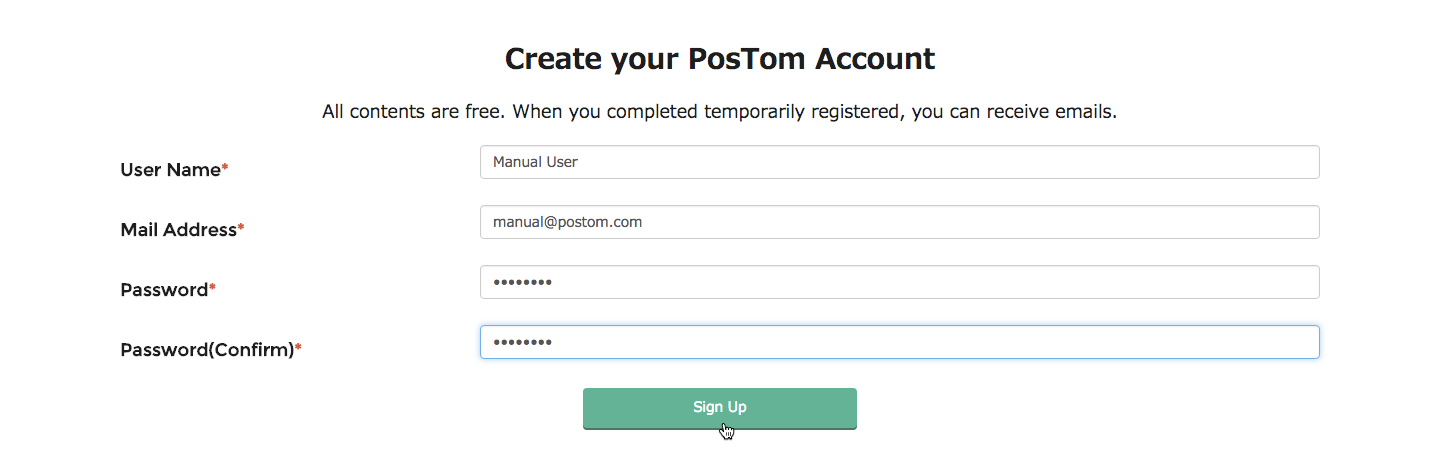 Create your PosTom Account
All contents are free. When you completed temporarily registered, you can receive emails.
User Name*
Manual User
Mail Address*
manual@postom.com
Password*
••••••••
Password(Confirm)*
••••••••
Sign Up